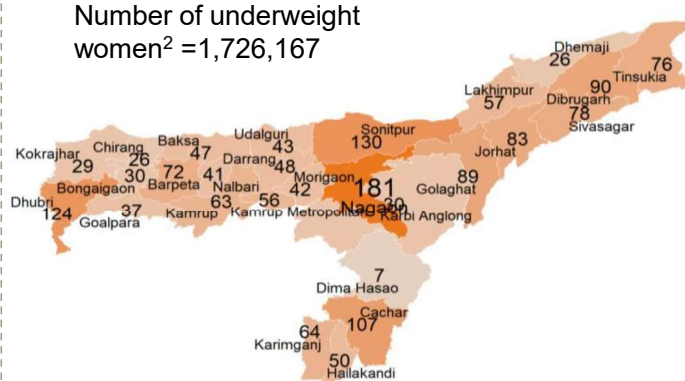 Number of underweight
women² =1,726,167
Dhemaji
26
76
Tinsukia
Lakhimpur
57
90
Dibrugarh
78
Sivasagar
Sonitpur
130
83
Jorhat
Udalguri
43
Baksa
47
Chirang
26
Kokrajhar
29
Darrang
48
Morigaon
42
30
Bongaigaon
72
Barpeta
41
Nalbari
181
Nagaon
89
Golaghat
Dhubri
124
37
Goalpara
63
Kamrup
56
Kamrup Metropolitan
30
Karbi Anglong
7
Dima Hasao
Cachar
107
64
Karimganj
50
Hailakandi